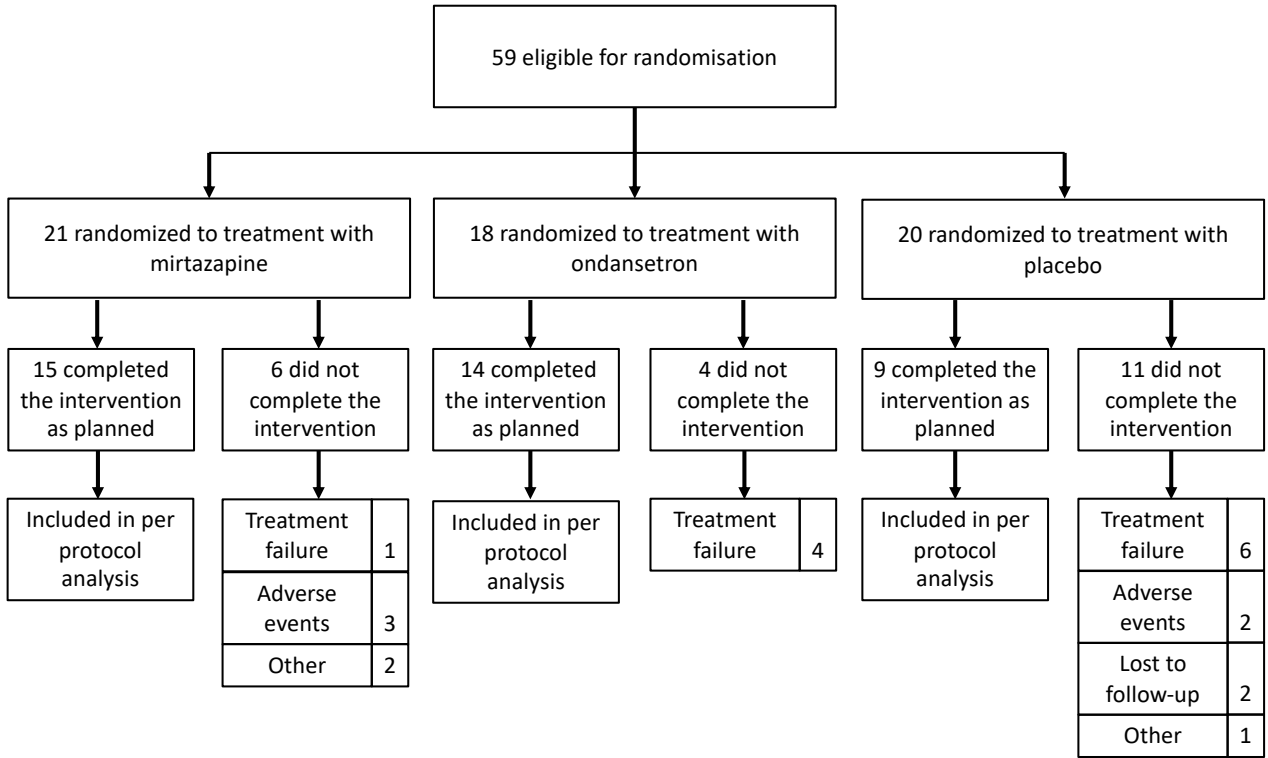 59 eligible for randomisation
21 randomized to treatment with
mirtazapine
18 randomized to treatment with
ondansetron
20 randomized to treatment with
placebo
15 completed
the intervention
as planned
6 did not
complete the
intervention
14 completed
the intervention
as planned
4 did not
complete the
intervention
9 completed the
intervention as
planned
11 did not
complete the
intervention
Included in per
protocol
analysis
Treatment
failure 1
Adverse
events 3
Other 2
Included in per
protocol
analysis
Treatment
failure 4
Included in per
protocol
analysis
Treatment
failure 6
Adverse
events 2
Lost to
follow-up 2
Other 1